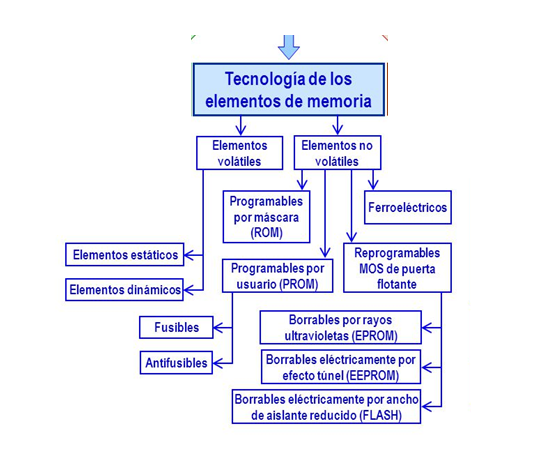 Tecnología de los
elementos de memoria
Elementos
volátiles
Elementos no
volátiles
Programables
por máscara
(ROM)
Ferroeléctricos
Elementos estáticos
Elementos dinámicos
Programables por
usuario (PROM)
Reprogramables
MOS de puerta
flotante
Fusibles
Antifusibles
Borrables por rayos
ultravioletas (EPROM)
Borrables eléctricamente por
efecto túnel (EEPROM)
Borrables eléctricamente por ancho
de aislante reducido (FLASH)